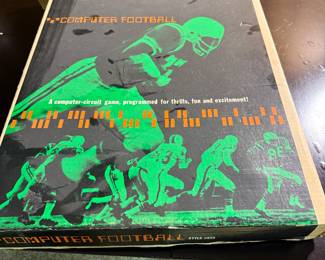 COMPUTER FOOTBALL
A computer-circuit game, programmed for thrills, fun and excitement!
COMPUTER FOOTBALL